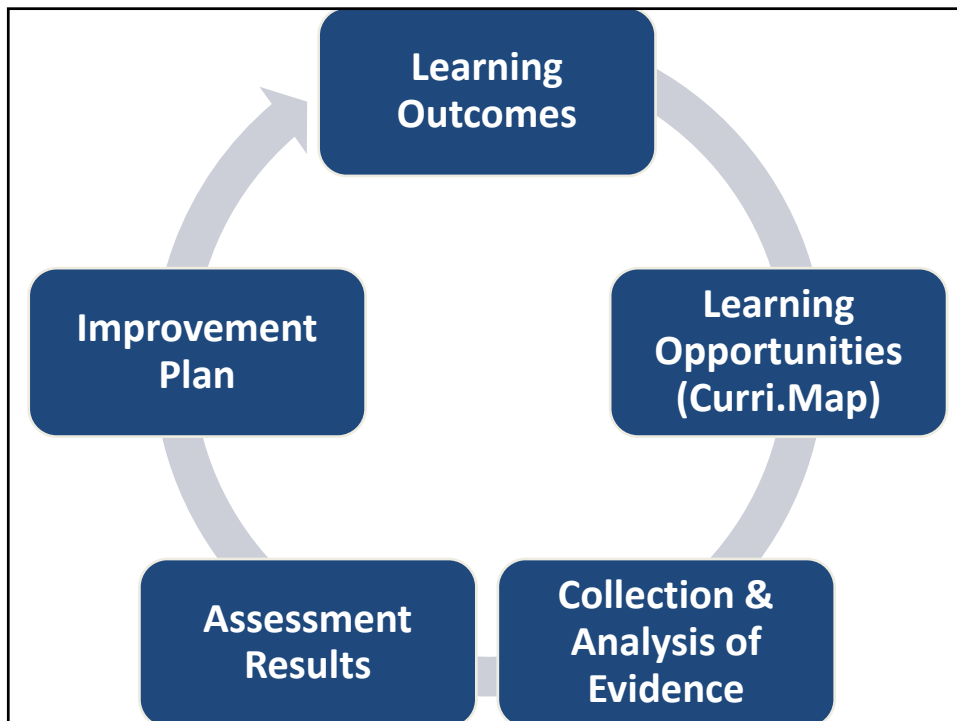 Learning
Outcomes
Learning
Opportunities
(Curri.Map)
Collection &
Analysis of
Evidence
Assessment
Results
Improvement
Plan